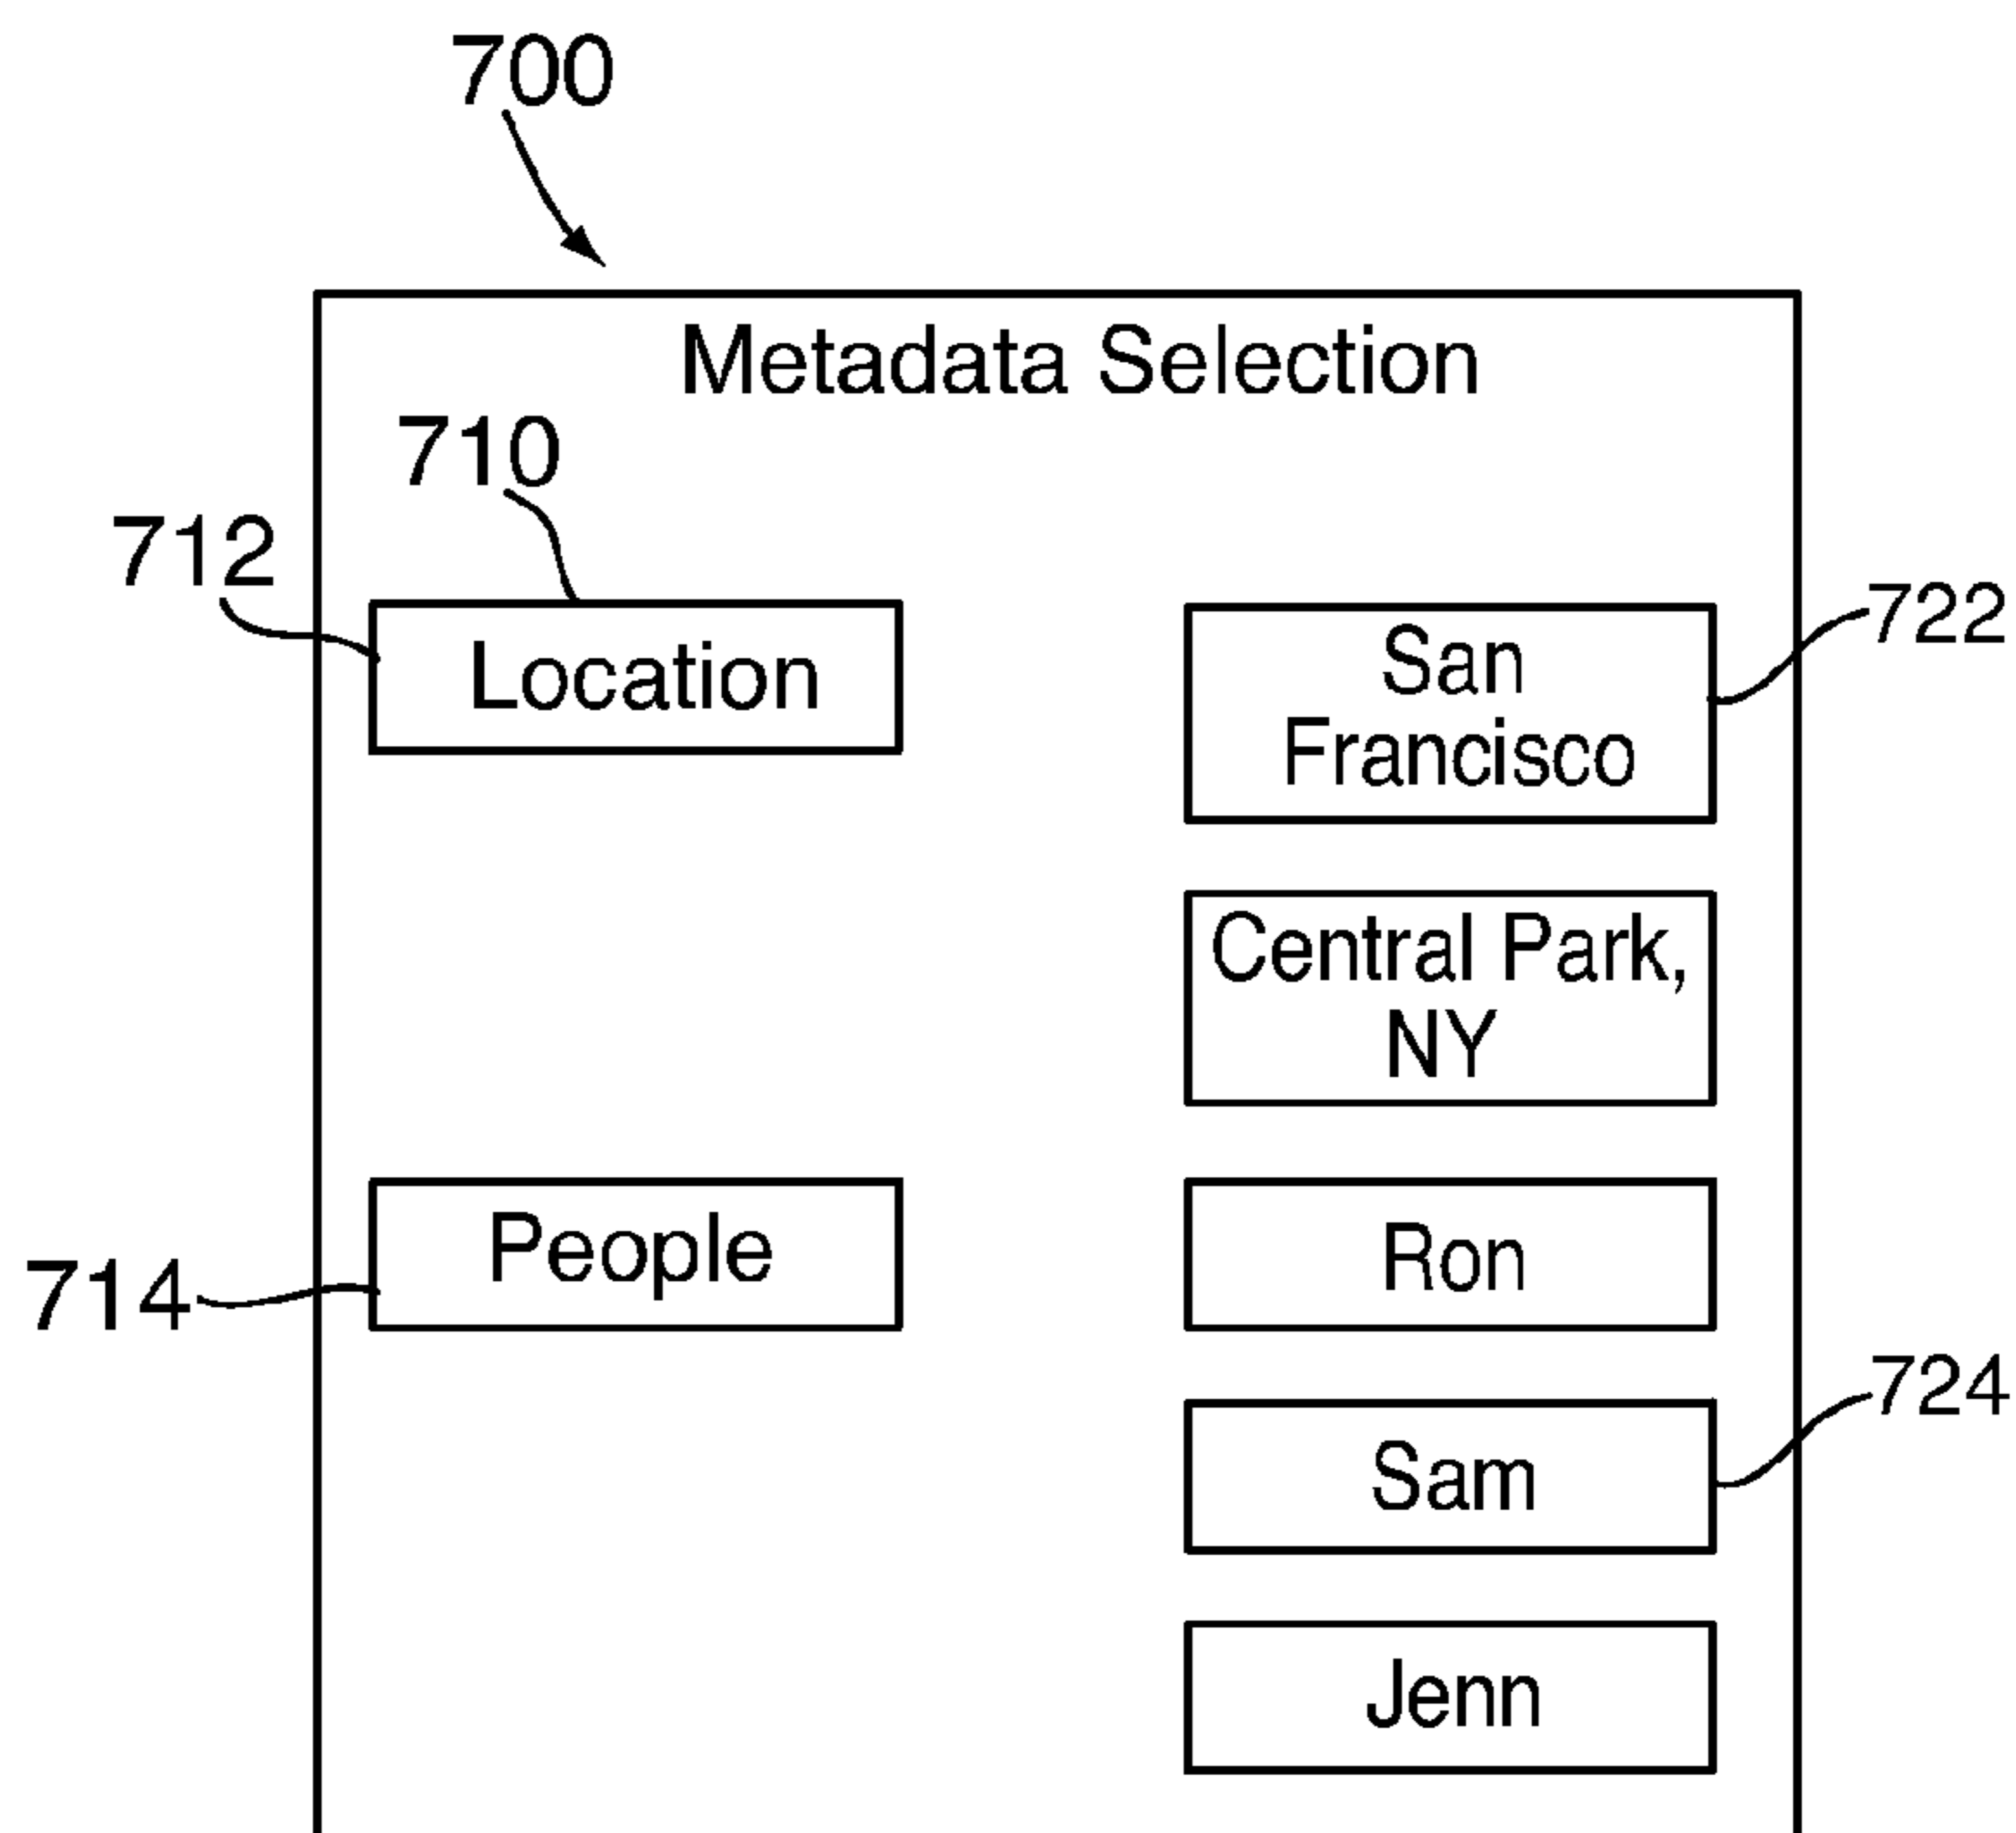 700
Metadata Selection
710
712
Location
San
Francisco
722
Central Park,
NY
People
Ron
714
724
Sam
Jenn